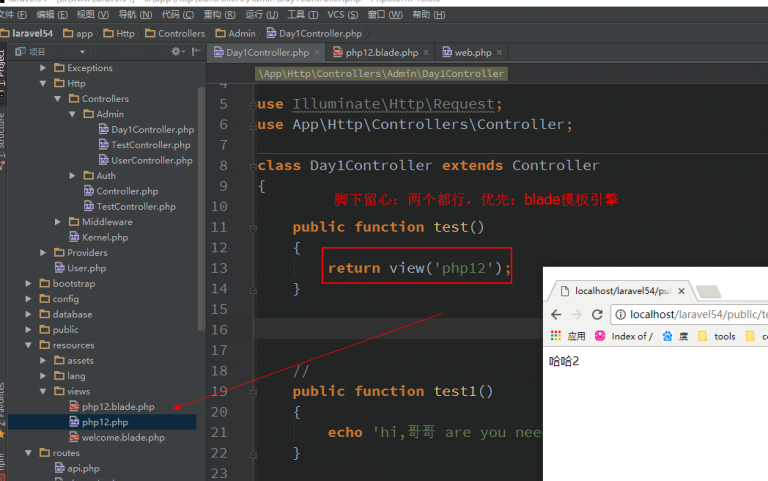 文件 (F) 编辑 (E) 视图 (V) 导航 (N) 代码 (C) 重构 (R) 运行 (U) 工具 (T) VCS (S) 窗口 (W) 帮助 (H)
laravel54 app Http Controllers Admin Day1Controller.php
项目
Day1Controller.php php12.blade.php web.php
\App\Http\Controllers\Admin\Day1Controller
Exceptions
Http
Controllers
Admin
Day1Controller.php
TestController.php
UserController.php
Auth
Controller.php
TestController.php
Middleware
Kernel.php
Providers
User.php
bootstrap
config
database
public
resources
assets
lang
views
php12.blade.php
php12.php
welcome.blade.php
routes
api.php
5 use Illuminate\Http\Request;
6 use App\Http\Controllers\Controller;
7
8 class Day1Controller extends Controller
9 {
10 脚下留心：两个都行，优先：blade模板引擎
11 public function test()
12 {
13 return view('php12');
14 }
15
16
17
18 //
19 public function test1()
20 {
21 echo 'hi,哥哥 are you nee
22 }
23
localhost/laravel54/pu
localhost/laravel54/public/te
应用 Index of / 度 tools
哈哈2